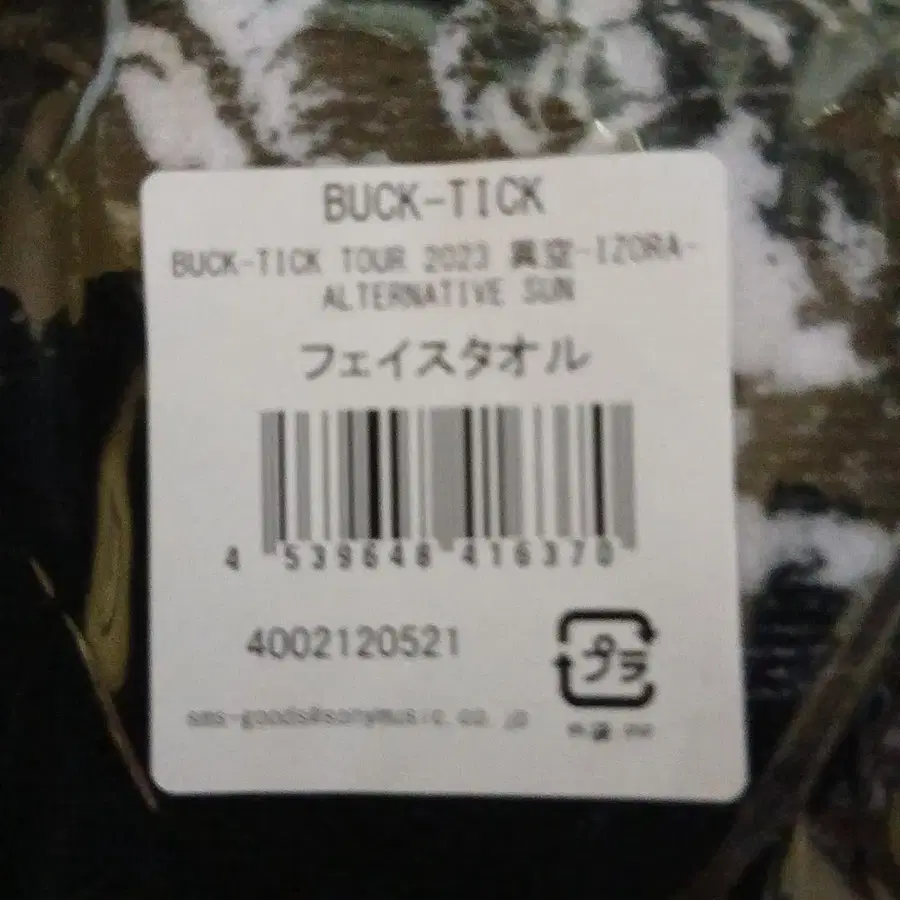 BUCK-TICK
BUCK-TICK TOUR 2023 異空-IZORA-
ALTERNATIVE SUN
フェイスタオル
4 539648 416370
4002120521
プラ
sms-goods@sonymusic.co.jp